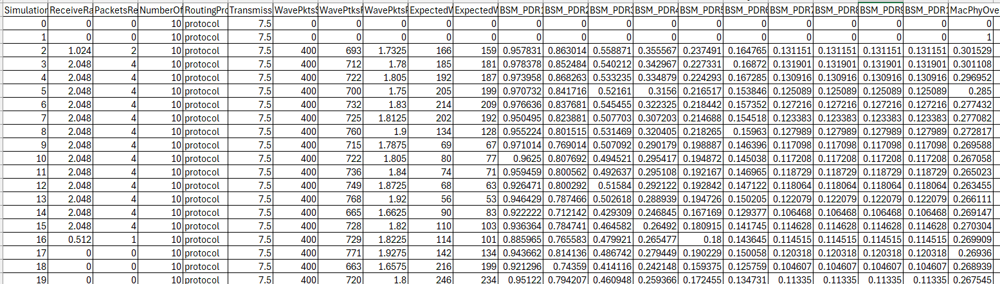 Simulation ReceiveRa PacketsRe NumberOf RoutingPro Transmiss WavePktsS WavePtksR WavePktsR ExpectedW ExpectedW BSM_PDR1 BSM_PDR2 BSM_PDR3 BSM_PDR4 BSM_PDR5 BSM_PDR6 BSM_PDR7 BSM_PDR8 BSM_PDR9 BSM_PDR1 MacPhyOve
0 0 0 10 protocol 7.5 0 0 0 0 0 0 0 0 0 0 0 0 0 0 0 0
1 0 0 10 protocol 7.5 0 0 0 0 0 0 0 0 0 0 0 0 0 0 0 1
2 1.024 2 10 protocol 7.5 400 693 1.7325 166 159 0.957831 0.863014 0.558871 0.355567 0.237491 0.164765 0.131151 0.131151 0.131151 0.131151 0.301529
3 2.048 4 10 protocol 7.5 400 712 1.78 185 181 0.978378 0.852484 0.540212 0.342967 0.227331 0.16872 0.131901 0.131901 0.131901 0.131901 0.301108
4 2.048 4 10 protocol 7.5 400 722 1.805 192 187 0.973958 0.868263 0.533235 0.334879 0.224293 0.167285 0.130916 0.130916 0.130916 0.130916 0.296952
5 2.048 4 10 protocol 7.5 400 700 1.75 205 199 0.970732 0.841716 0.52161 0.3156 0.216517 0.153846 0.125089 0.125089 0.125089 0.125089 0.285
6 2.048 4 10 protocol 7.5 400 732 1.83 214 209 0.976636 0.837681 0.545455 0.322325 0.218442 0.157352 0.127216 0.127216 0.127216 0.127216 0.277432
7 2.048 4 10 protocol 7.5 400 725 1.8125 202 192 0.950495 0.823881 0.507703 0.307203 0.214688 0.154518 0.123383 0.123383 0.123383 0.123383 0.277082
8 2.048 4 10 protocol 7.5 400 760 1.9 134 128 0.955224 0.801515 0.531469 0.320405 0.218265 0.15963 0.127989 0.127989 0.127989 0.127989 0.272817
9 2.048 4 10 protocol 7.5 400 715 1.7875 69 67 0.971014 0.769014 0.507092 0.290179 0.198887 0.146396 0.117098 0.117098 0.117098 0.117098 0.269588
10 2.048 4 10 protocol 7.5 400 722 1.805 80 77 0.9625 0.807692 0.494521 0.295417 0.194872 0.145038 0.117208 0.117208 0.117208 0.117208 0.267058
11 2.048 4 10 protocol 7.5 400 736 1.84 74 71 0.959459 0.800562 0.492637 0.295108 0.192167 0.146965 0.118729 0.118729 0.118729 0.118729 0.265023
12 2.048 4 10 protocol 7.5 400 749 1.8725 68 63 0.926471 0.800292 0.51584 0.292122 0.192842 0.147122 0.118064 0.118064 0.118064 0.118064 0.263455
13 2.048 4 10 protocol 7.5 400 768 1.92 56 53 0.946429 0.787466 0.502618 0.288939 0.194726 0.150205 0.122079 0.122079 0.122079 0.122079 0.266111
14 2.048 4 10 protocol 7.5 400 665 1.6625 90 83 0.922222 0.712142 0.429309 0.246845 0.167169 0.129377 0.106468 0.106468 0.106468 0.106468 0.269147
15 2.048 4 10 protocol 7.5 400 728 1.82 110 103 0.936364 0.784741 0.464582 0.26492 0.180915 0.141745 0.114628 0.114628 0.114628 0.114628 0.270304
16 0.512 1 10 protocol 7.5 400 729 1.8225 114 101 0.885965 0.765583 0.479921 0.265477 0.18 0.143645 0.114515 0.114515 0.114515 0.114515 0.269909
17 0 0 10 protocol 7.5 400 771 1.9275 142 134 0.943662 0.814136 0.486742 0.279449 0.190229 0.150058 0.120318 0.120318 0.120318 0.120318 0.26936
18 0 0 10 protocol 7.5 400 663 1.6575 216 199 0.921296 0.74359 0.414116 0.242148 0.159375 0.125759 0.104607 0.104607 0.104607 0.104607 0.268939
19 0 0 10 protocol 7.5 400 720 1.8 246 234 0.95122 0.794207 0.460948 0.259366 0.172455 0.134731 0.11335 0.11335 0.11335 0.11335 0.267545